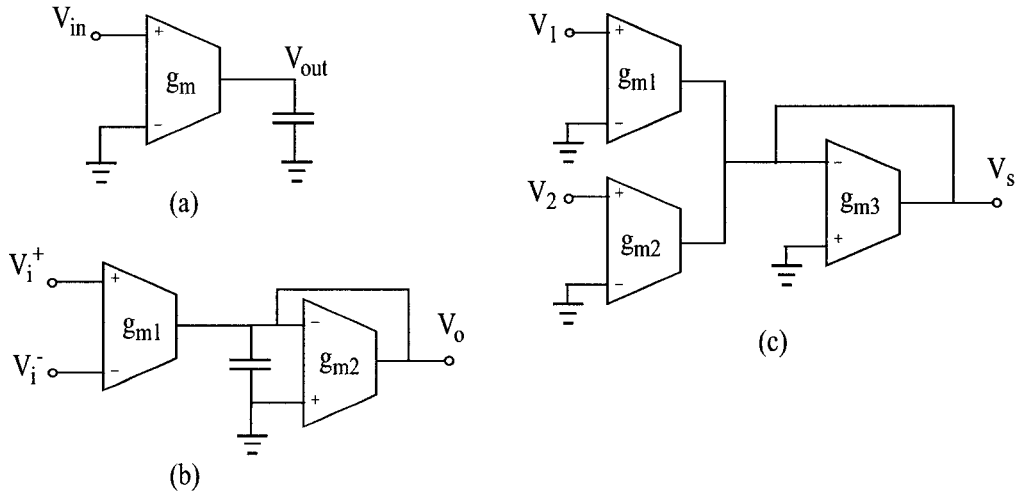 V_in
+
g_m
-
V_out
(a)
V_i^+
+
g_m1
V_i^-
-
-
g_m2
+
V_o
(b)
V_1
+
g_m1
-
V_2
+
g_m2
-
-
g_m3
+
V_s
(c)